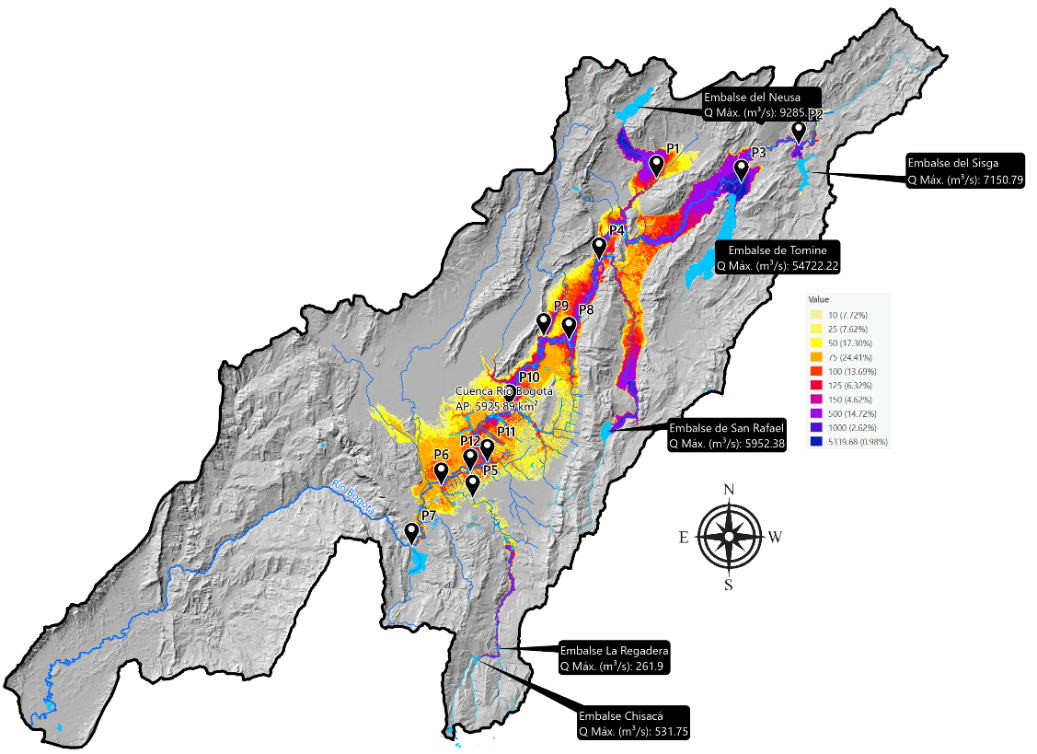 Embalse del Neusa
Q Máx. (m³/s): 9285.
P2
P1
P3
Embalse del Sisga
Q Máx. (m³/s): 7150.79
P4
Embalse de Tomine
Q Máx. (m³/s): 54722.22
Value
10 (7.72%)
25 (7.62%)
50 (17.30%)
75 (24.41%)
100 (13.69%)
125 (6.32%)
150 (4.62%)
500 (14.72%)
1000 (2.62%)
5339.68 (0.98%)
P9
P8
P10
Cuenca Río Bogotá
AP: 5925.89 km²
P11
Embalse de San Rafael
Q Máx. (m³/s): 5952.38
P12
P6
P5
Río Bogotá
P7
N
E
W
S
Embalse La Regadera
Q Máx. (m³/s): 261.9
Embalse Chisacá
Q Máx. (m³/s): 531.75